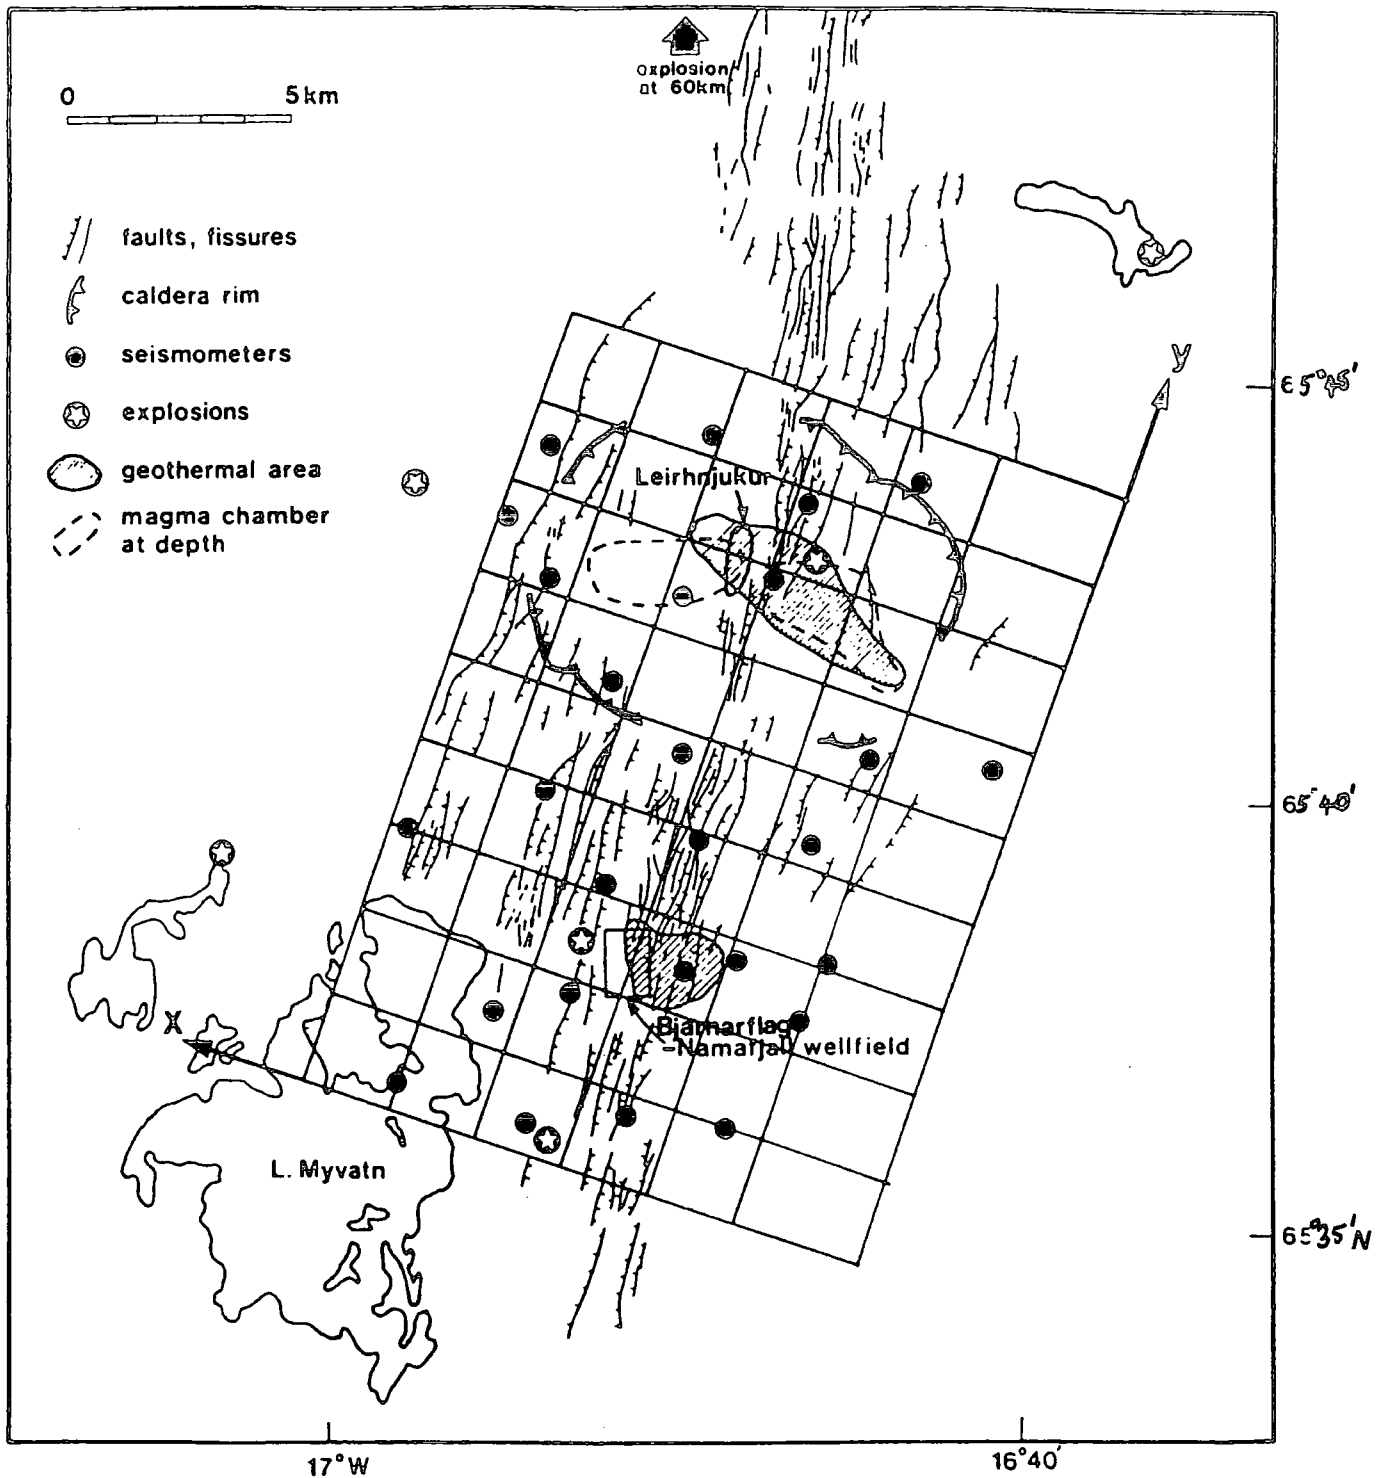 explosion
at 60km
0 5km
faults, fissures
caldera rim
seismometers
explosions
geothermal area
magma chamber
at depth
y
65°45'
Leirhnjukur
65°40'
X
Bjarnarflag
-Namafjall wellfield
L. Myvatn
65°35'N
17°W
16°40'